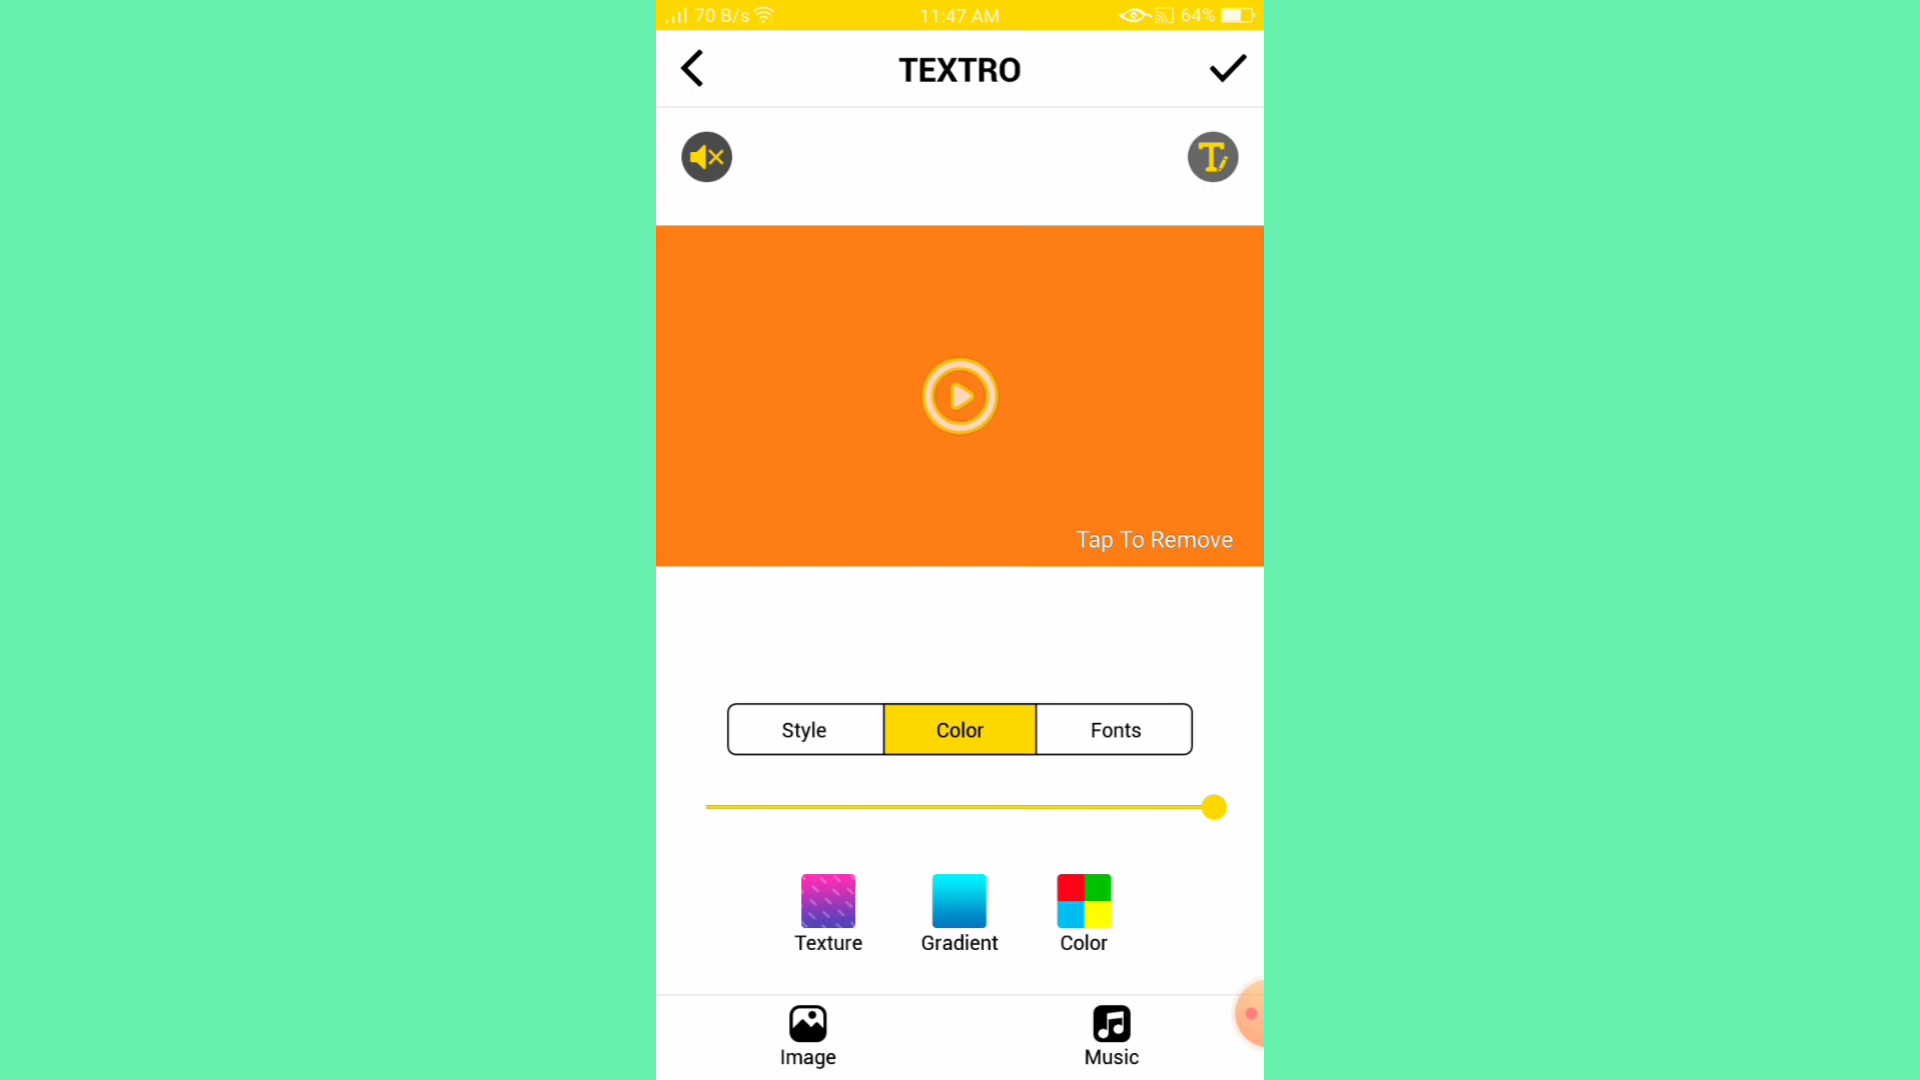 70 B/s 11:47 AM 64%
TEXTRO
Tap To Remove
Style Color Fonts
Texture Gradient Color
Image Music